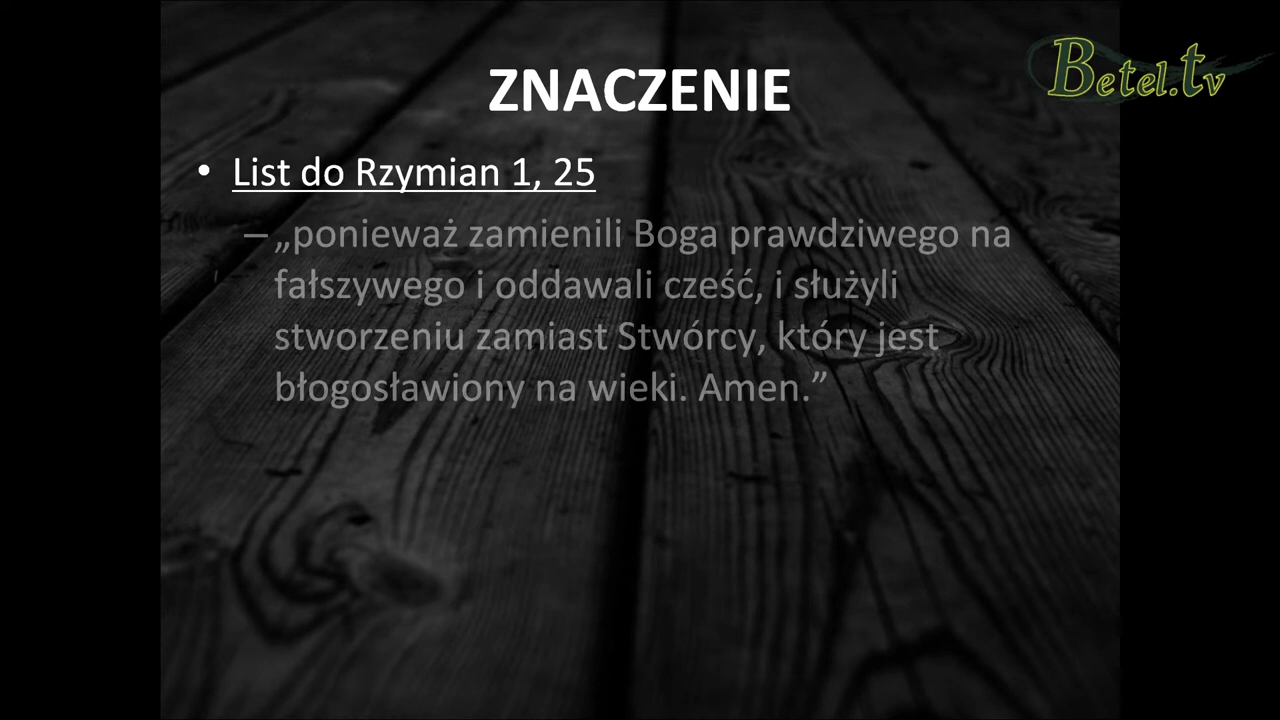 Betel.tv
ZNACZENIE
• List do Rzymian 1, 25
– „ponieważ zamienili Boga prawdziwego na
fałszywego i oddawali cześć, i służyli
stworzeniu zamiast Stwórcy, który jest
błogosławiony na wieki. Amen.”